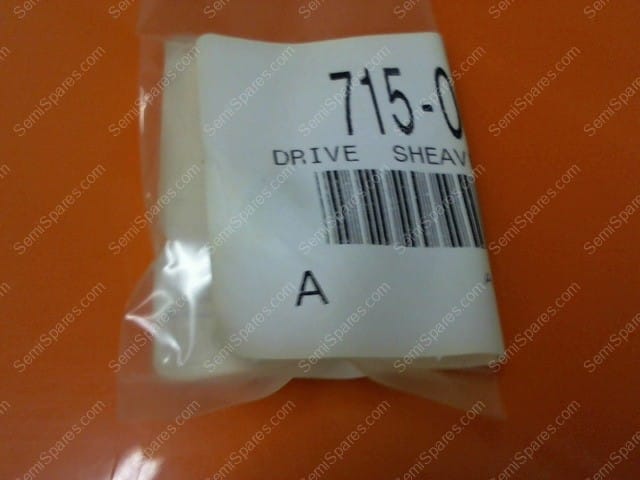 715-0
DRIVE SHEAV
A
SemiSpares.com